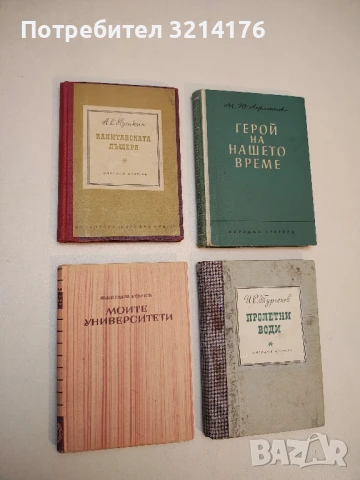 Потребител 3214176
А. С. Пушкин
КАПИТАНСКАТА
ДЪЩЕРЯ
М. Ю. Лермонтов
ГЕРОЙ
НА
НАШЕТО
ВРЕМЕ
НАРОДНА КУЛТУРА
МОИТЕ
УНИВЕРСИТЕТИ
И. С. Тургенев
ПРОЛЕТНИ
ВОДИ
НАРОДНА КУЛТУРА
BAZAR